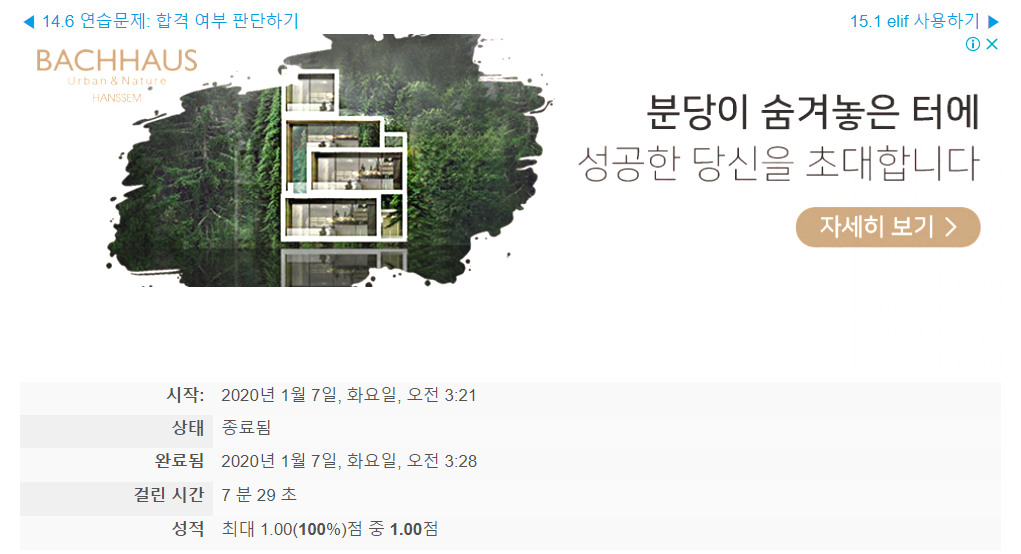 ◀ 14.6 연습문제: 합격 여부 판단하기
15.1 elif 사용하기 ▶
BACHHAUS
Urban & Nature
HANSSEM
분당이 숨겨놓은 터에
성공한 당신을 초대합니다
자세히 보기 >
시작: 2020년 1월 7일, 화요일, 오전 3:21
상태 종료됨
완료됨 2020년 1월 7일, 화요일, 오전 3:28
걸린 시간 7 분 29 초
성적 최대 1.00(100%)점 중 1.00점